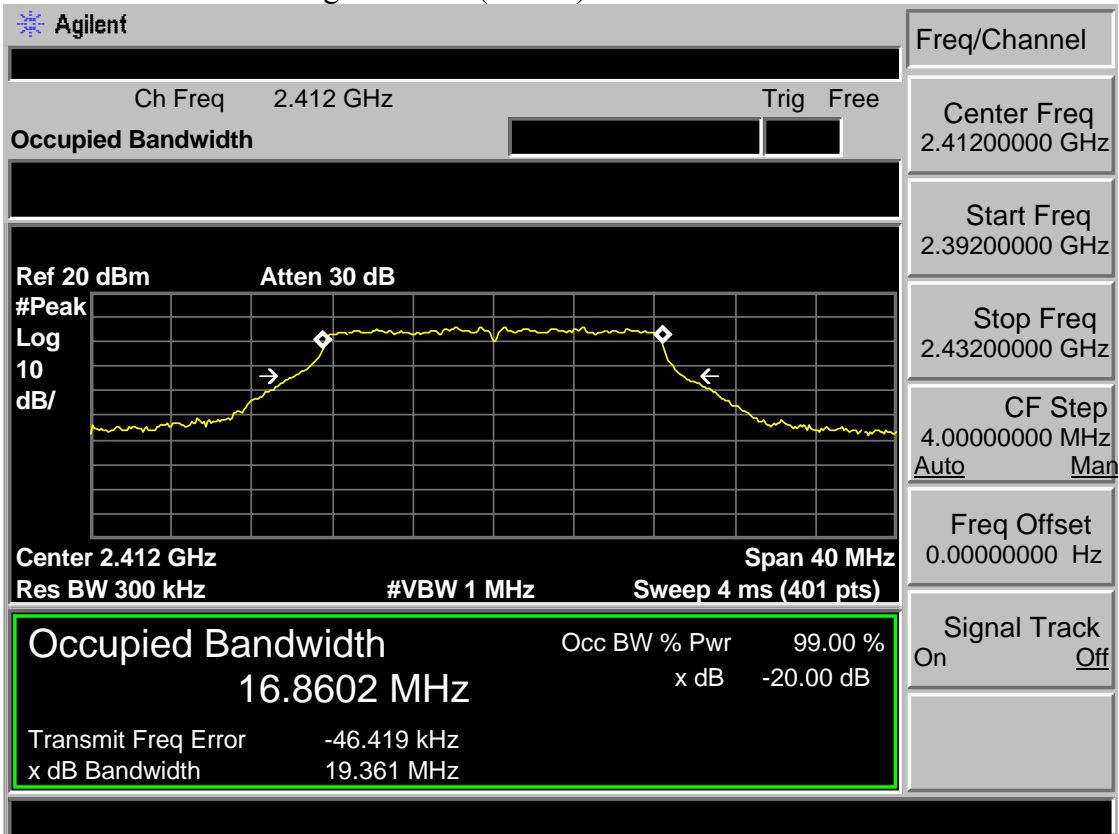 Agilent
Freq/Channel
Ch Freq 2.412 GHz Trig Free
Occupied Bandwidth
Center Freq
2.41200000 GHz
Start Freq
2.39200000 GHz
Stop Freq
2.43200000 GHz
CF Step
4.00000000 MHz
Auto Man
Freq Offset
0.00000000 Hz
Signal Track
On Off
Ref 20 dBm Atten 30 dB
#Peak
Log
10
dB/
Center 2.412 GHz Span 40 MHz
Res BW 300 kHz #VBW 1 MHz Sweep 4 ms (401 pts)
Occupied Bandwidth Occ BW % Pwr 99.00 %
16.8602 MHz x dB -20.00 dB
Transmit Freq Error -46.419 kHz
x dB Bandwidth 19.361 MHz